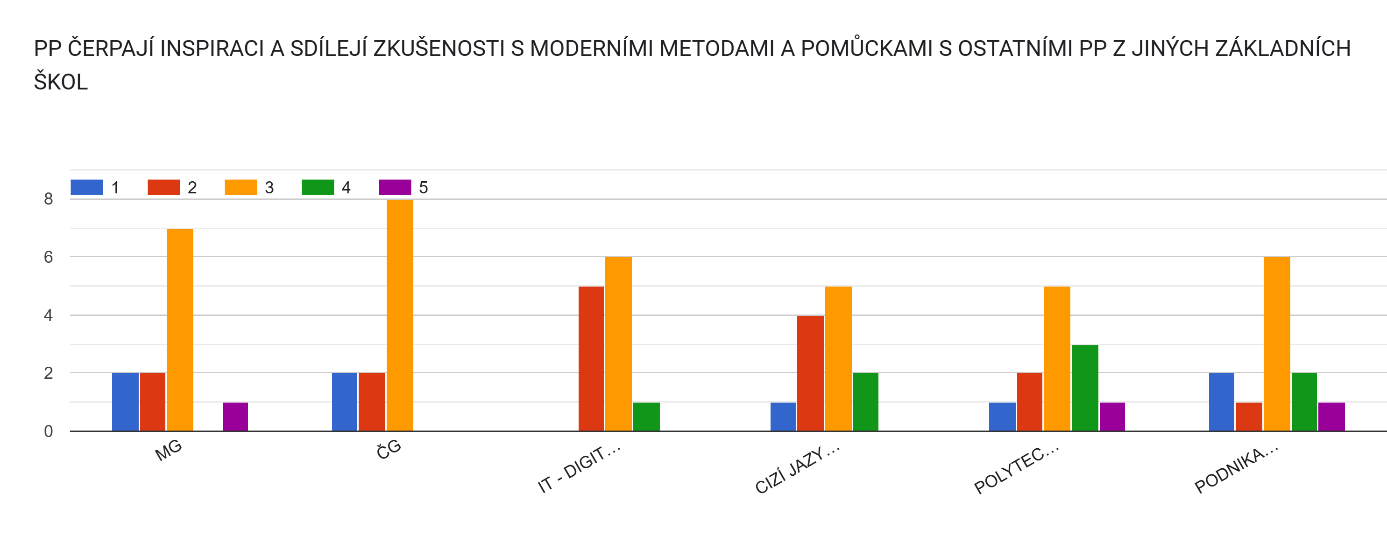 PP ČERPAJÍ INSPIRACI A SDÍLEJÍ ZKUŠENOSTI S MODERNÍMI METODAMI A POMŮCKAMI S OSTATNÍMI PP Z JINÝCH ZÁKLADNÍCH
ŠKOL
1 2 3 4 5
8
6
4
2
0
MG ČG IT - DIGIT... CIZÍ JAZY... POLYTEC... PODNIKA...